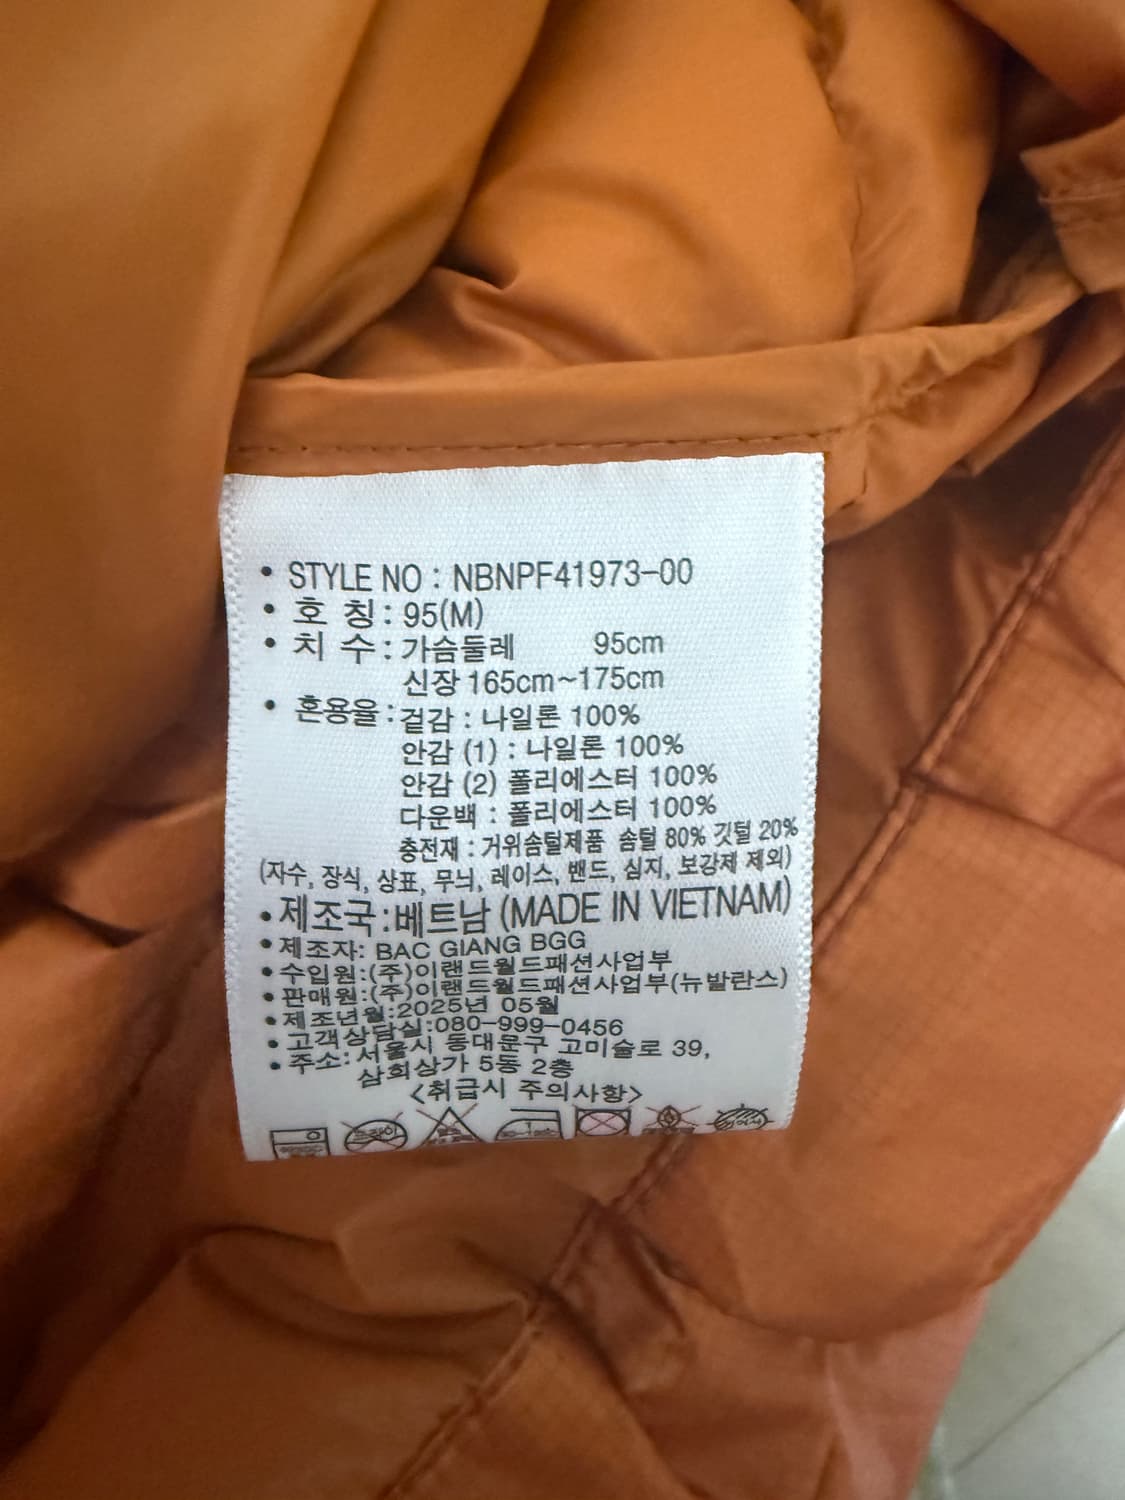 • STYLE NO : NBNPF41973-00
• 호 칭 : 95(M)
• 치 수 : 가슴둘레 95cm
신장 165cm~175cm
• 혼용율 : 겉감 : 나일론 100%
안감 (1) : 나일론 100%
안감 (2) 폴리에스터 100%
다운백 : 폴리에스터 100%
충전재 : 거위솜털제품 솜털 80% 깃털 20%
(자수, 장식, 상표, 무늬, 레이스, 밴드, 심지, 보강제 제외)
• 제조국 : 베트남 (MADE IN VIETNAM)
• 제조자: BAC GIANG BGG
• 수입원:(주)이랜드월드패션사업부
• 판매원:(주)이랜드월드패션사업부(뉴발란스)
• 제조년월:2025년 05월
• 고객상담실:080-999-0456
• 주소: 서울시 동대문구 고미술로 39,
삼희상가 5동 2층
<취급시 주의사항>
드라이